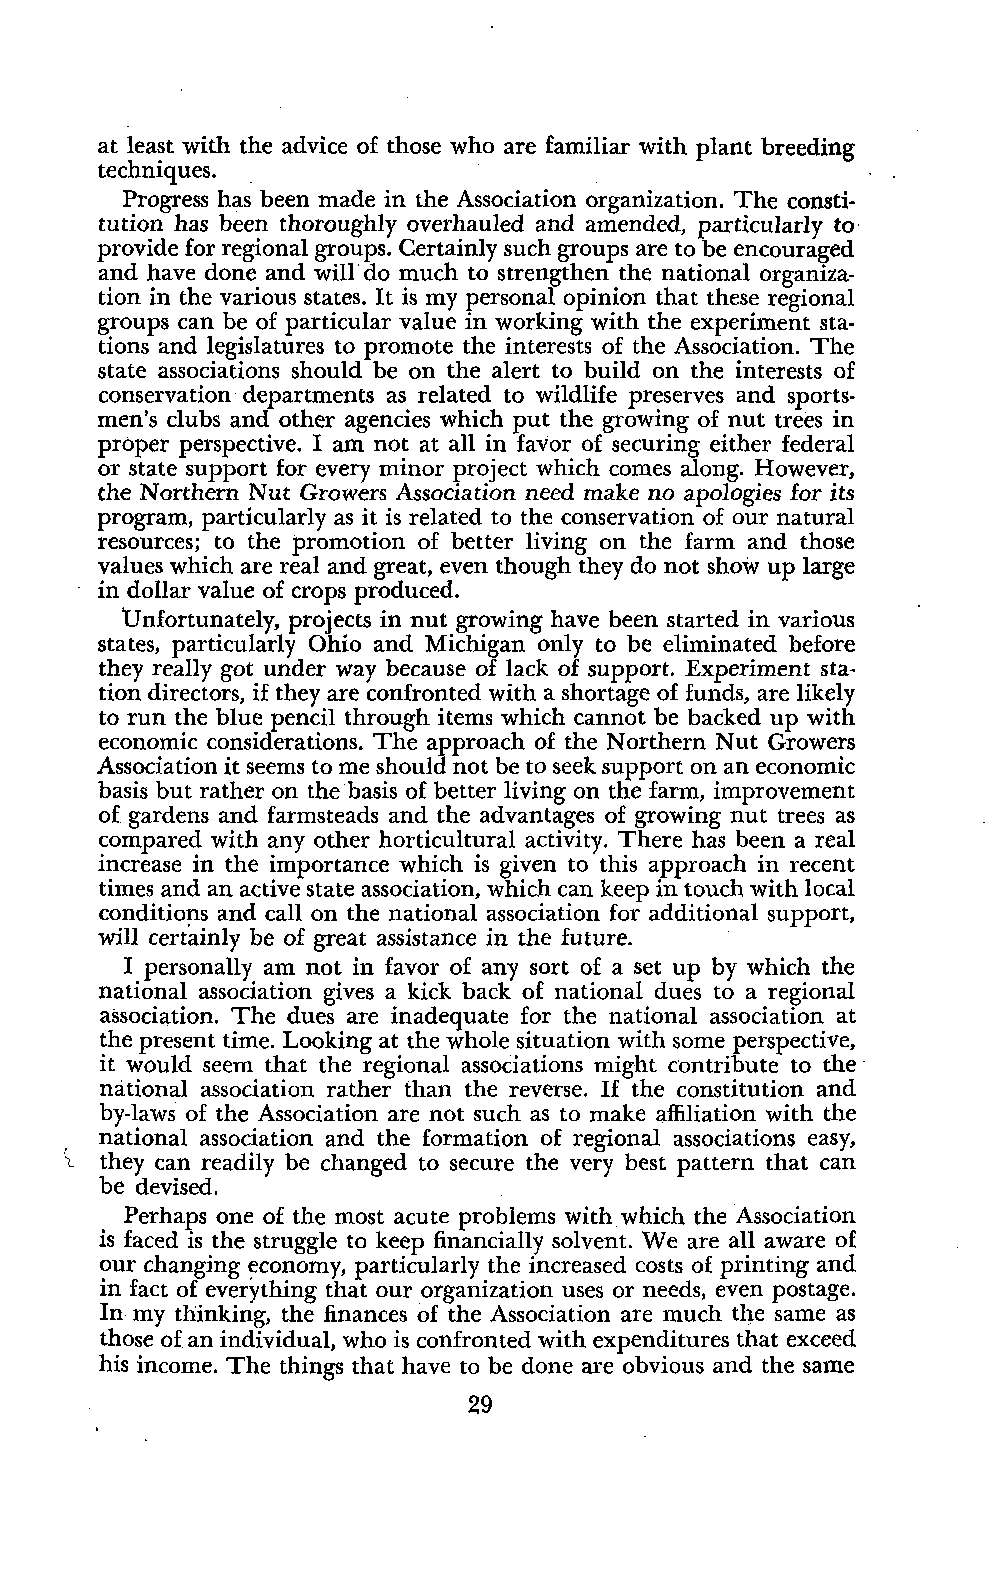 at least with the advice of those who are familiar with plant breeding
techniques.
Progress has been made in the Association organization. The consti-
tution has been thoroughly overhauled and amended, particularly to
provide for regional groups. Certainly such groups are to be encouraged
and have done and will do much to strengthen the national organiza-
tion in the various states. It is my personal opinion that these regional
groups can be of particular value in working with the experiment sta-
tions and legislatures to promote the interests of the Association. The
state associations should be on the alert to build on the interests of
conservation departments as related to wildlife preserves and sports-
men's clubs and other agencies which put the growing of nut trees in
proper perspective. I am not at all in favor of securing either federal
or state support for every minor project which comes along. However,
the Northern Nut Growers Association need make no apologies for its
program, particularly as it is related to the conservation of our natural
resources; to the promotion of better living on the farm and those
values which are real and great, even though they do not show up large
in dollar value of crops produced.
Unfortunately, projects in nut growing have been started in various
states, particularly Ohio and Michigan only to be eliminated before
they really got under way because of lack of support. Experiment sta-
tion directors, if they are confronted with a shortage of funds, are likely
to run the blue pencil through items which cannot be backed up with
economic considerations. The approach of the Northern Nut Growers
Association it seems to me should not be to seek support on an economic
basis but rather on the basis of better living on the farm, improvement
of gardens and farmsteads and the advantages of growing nut trees as
compared with any other horticultural activity. There has been a real
increase in the importance which is given to this approach in recent
times and an active state association, which can keep in touch with local
conditions and call on the national association for additional support,
will certainly be of great assistance in the future.
I personally am not in favor of any sort of a set up by which the
national association gives a kick back of national dues to a regional
association. The dues are inadequate for the national association at
the present time. Looking at the whole situation with some perspective,
it would seem that the regional associations might contribute to the
national association rather than the reverse. If the constitution and
by-laws of the Association are not such as to make affiliation with the
national association and the formation of regional associations easy,
they can readily be changed to secure the very best pattern that can
be devised.
Perhaps one of the most acute problems with which the Association
is faced is the struggle to keep financially solvent. We are all aware of
our changing economy, particularly the increased costs of printing and
in fact of everything that our organization uses or needs, even postage.
In my thinking, the finances of the Association are much the same as
those of an individual, who is confronted with expenditures that exceed
his income. The things that have to be done are obvious and the same
29